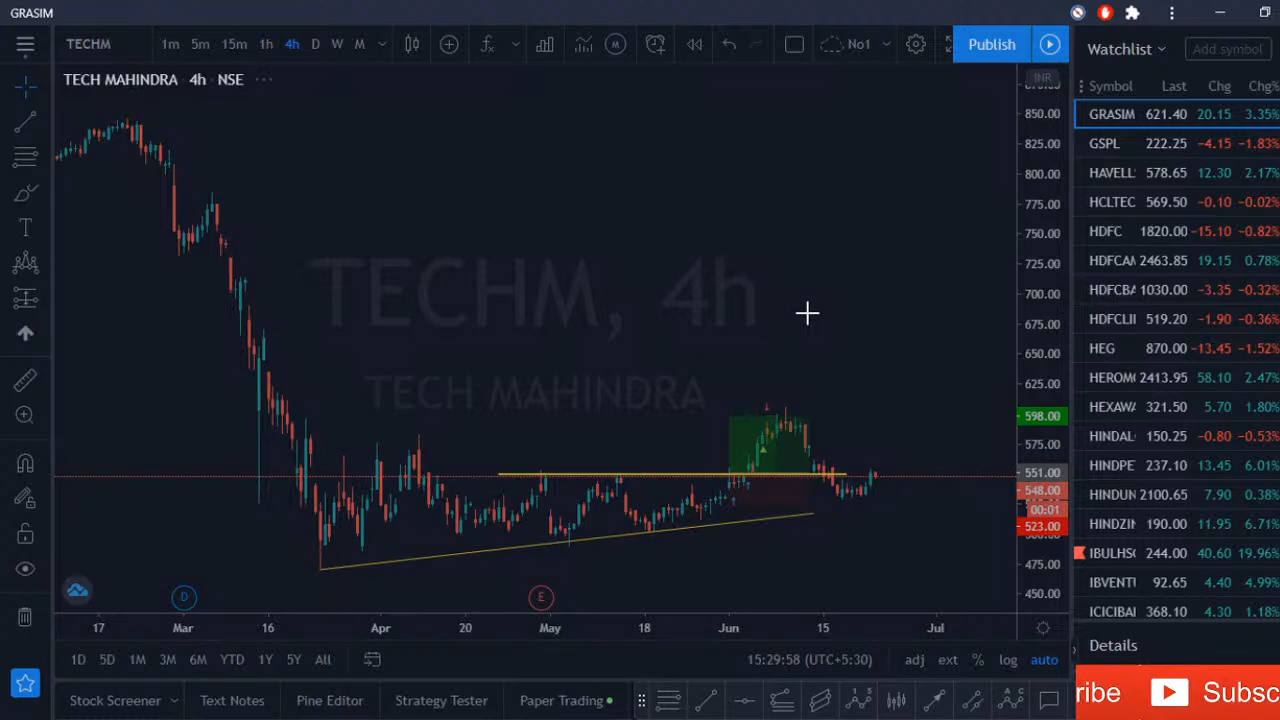 GRASIM
TECHM 1m 5m 15m 1h 4h D W M M No1 Publish
TECH MAHINDRA 4h NSE ...
TECHM, 4h
TECH MAHINDRA
INR
850.00
825.00
800.00
775.00
750.00
725.00
700.00
675.00
650.00
625.00
598.00
575.00
551.00
548.00
00:01
523.00
475.00
450.00
D E
17 Mar 16 Apr 20 May 18 Jun 15 Jul
1D 5D 1M 3M 6M YTD 1Y 5Y All 15:29:58 (UTC+5:30) adj ext % log auto
Stock Screener Text Notes Pine Editor Strategy Tester Paper Trading
Watchlist Add symbol
Symbol Last Chg Chg%
GRASIM 621.40 20.15 3.35%
GSPL 222.25 −4.15 −1.83%
HAVELL 578.65 12.30 2.17%
HCLTEC 569.50 −0.10 −0.02%
HDFC 1820.00 −15.10 −0.82%
HDFCAM 2463.85 19.15 0.78%
HDFCBA 1030.00 −3.35 −0.32%
HDFCLI 519.20 −1.90 −0.36%
HEG 870.00 −13.45 −1.52%
HEROM 2413.95 58.10 2.47%
HEXAWA 321.50 5.70 1.80%
HINDAL 150.25 −0.80 −0.53%
HINDPE 237.10 13.45 6.01%
HINDUN 2100.65 7.90 0.38%
HINDZIN 190.00 11.95 6.71%
IBULHS 244.00 40.60 19.96%
IBVENT 92.65 4.40 4.99%
ICICIBAI 368.10 4.30 1.18%
Details
ribe Subsc